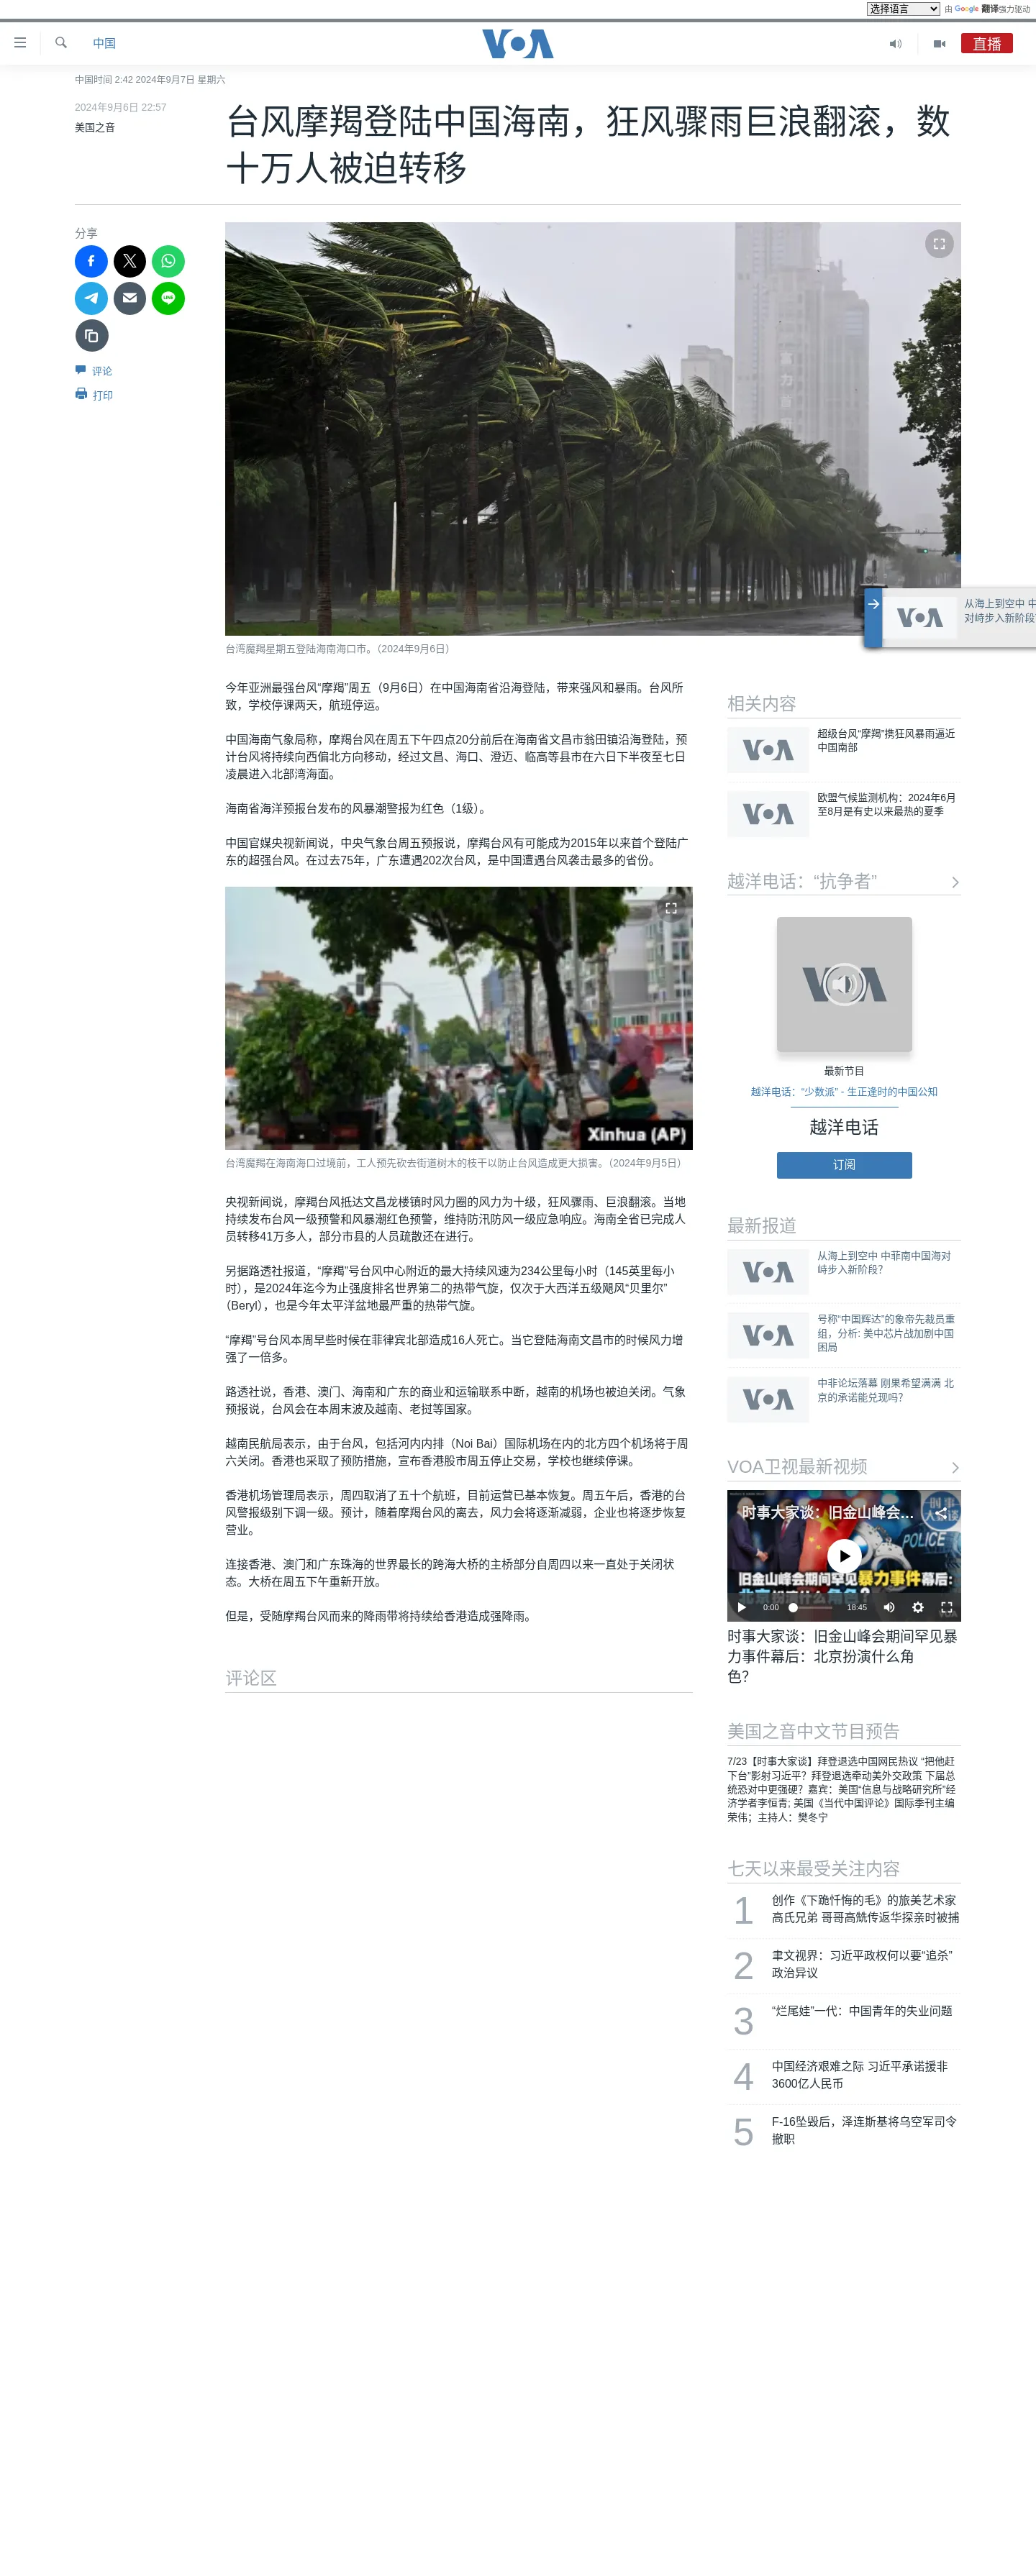 选择语言 由 Google 翻译强力驱动
中国
VOA
直播
中国时间 2:42 2024年9月7日 星期六
2024年9月6日 22:57
美国之音
台风摩羯登陆中国海南，狂风骤雨巨浪翻滚，数
十万人被迫转移
分享
LINE
评论
打印
台湾魔羯星期五登陆海南海口市。（2024年9月6日）
VOA
从海上到空中 中
对峙步入新阶段
今年亚洲最强台风“摩羯”周五（9月6日）在中国海南省沿海登陆，带来强风和暴雨。台风所
致，学校停课两天，航班停运。
中国海南气象局称，摩羯台风在周五下午四点20分前后在海南省文昌市翁田镇沿海登陆，预
计台风将持续向西偏北方向移动，经过文昌、海口、澄迈、临高等县市在六日下半夜至七日
凌晨进入北部湾海面。
海南省海洋预报台发布的风暴潮警报为红色（1级）。
中国官媒央视新闻说，中央气象台周五预报说，摩羯台风有可能成为2015年以来首个登陆广
东的超强台风。在过去75年，广东遭遇202次台风，是中国遭遇台风袭击最多的省份。
Xinhua (AP)
台湾魔羯在海南海口过境前，工人预先砍去街道树木的枝干以防止台风造成更大损害。（2024年9月5日）
央视新闻说，摩羯台风抵达文昌龙楼镇时风力圈的风力为十级，狂风骤雨、巨浪翻滚。当地
持续发布台风一级预警和风暴潮红色预警，维持防汛防风一级应急响应。海南全省已完成人
员转移41万多人，部分市县的人员疏散还在进行。
另据路透社报道，“摩羯”号台风中心附近的最大持续风速为234公里每小时（145英里每小
时），是2024年迄今为止强度排名世界第二的热带气旋，仅次于大西洋五级飓风“贝里尔”
（Beryl），也是今年太平洋盆地最严重的热带气旋。
“摩羯”号台风本周早些时候在菲律宾北部造成16人死亡。当它登陆海南文昌市的时候风力增
强了一倍多。
路透社说，香港、澳门、海南和广东的商业和运输联系中断，越南的机场也被迫关闭。气象
预报说，台风会在本周末波及越南、老挝等国家。
越南民航局表示，由于台风，包括河内内排（Noi Bai）国际机场在内的北方四个机场将于周
六关闭。香港也采取了预防措施，宣布香港股市周五停止交易，学校也继续停课。
香港机场管理局表示，周四取消了五十个航班，目前运营已基本恢复。周五午后，香港的台
风警报级别下调一级。预计，随着摩羯台风的离去，风力会将逐渐减弱，企业也将逐步恢复
营业。
连接香港、澳门和广东珠海的世界最长的跨海大桥的主桥部分自周四以来一直处于关闭状
态。大桥在周五下午重新开放。
但是，受随摩羯台风而来的降雨带将持续给香港造成强降雨。
评论区
相关内容
VOA
超级台风“摩羯”携狂风暴雨逼近
中国南部
VOA
欧盟气候监测机构：2024年6月
至8月是有史以来最热的夏季
越洋电话：“抗争者”
VOA
最新节目
越洋电话：“少数派” - 生正逢时的中国公知
越洋电话
订阅
最新报道
VOA
从海上到空中 中菲南中国海对
峙步入新阶段？
VOA
号称“中国辉达”的象帝先裁员重
组，分析: 美中芯片战加剧中国
困局
VOA
中非论坛落幕 刚果希望满满 北
京的承诺能兑现吗？
VOA卫视最新视频
时事大家谈：旧金山峰会…
POLICE
旧金山峰会期间罕见暴力事件幕后：
北京扮演什么角色？
0:00
18:45
时事大家谈：旧金山峰会期间罕见暴
力事件幕后：北京扮演什么角
色？
美国之音中文节目预告
7/23【时事大家谈】拜登退选中国网民热议 “把他赶
下台”影射习近平？拜登退选牵动美外交政策 下届总
统恐对中更强硬？嘉宾：美国“信息与战略研究所”经
济学者李恒青; 美国《当代中国评论》国际季刊主编
荣伟；主持人：樊冬宁
七天以来最受关注内容
1
创作《下跪忏悔的毛》的旅美艺术家
高氏兄弟 哥哥高兟传返华探亲时被捕
2
聿文视界：习近平政权何以要“追杀”
政治异议
3
“烂尾娃”一代：中国青年的失业问题
4
中国经济艰难之际 习近平承诺援非
3600亿人民币
5
F-16坠毁后，泽连斯基将乌空军司令
撤职